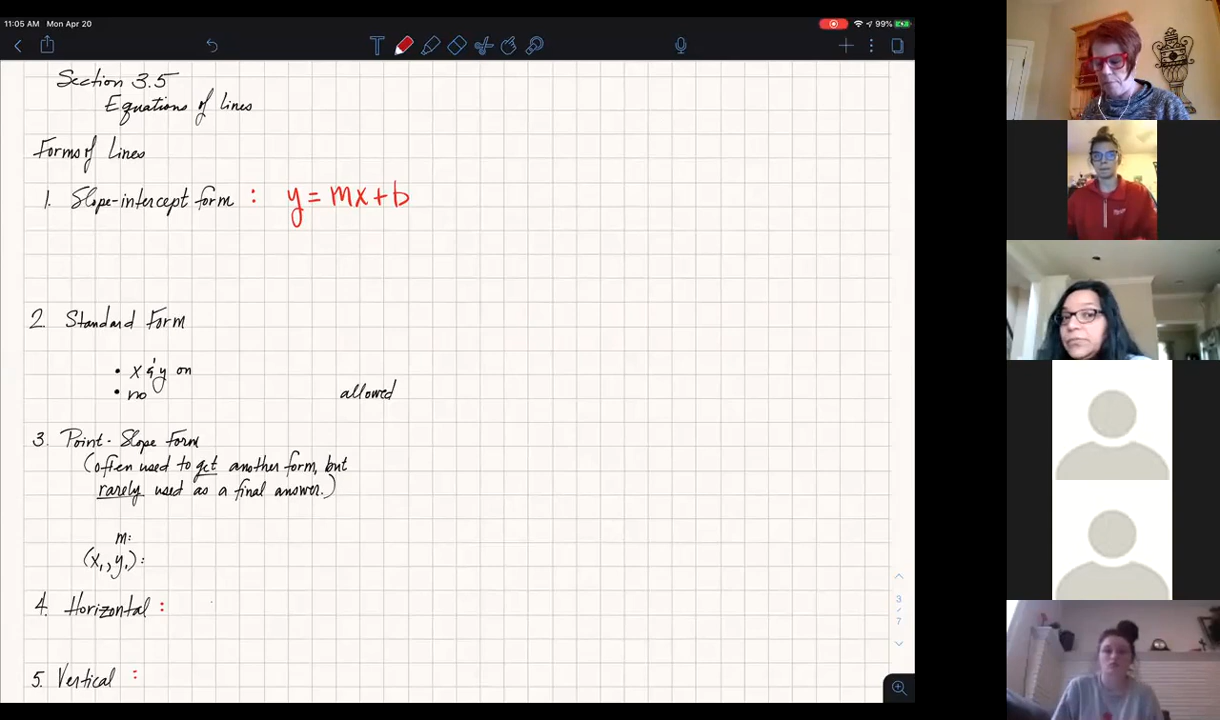 11:05 AM Mon Apr 20
99%
T
Section 3.5
Equations of lines
Forms of Lines
1. Slope-intercept form : y = mx + b
2. Standard Form
• x & y on
• no allowed
3. Point-Slope Form
(often used to get another form, but
rarely used as a final answer.)
m:
(x₁, y₁):
4. Horizontal :
5. Vertical :
3
/
7